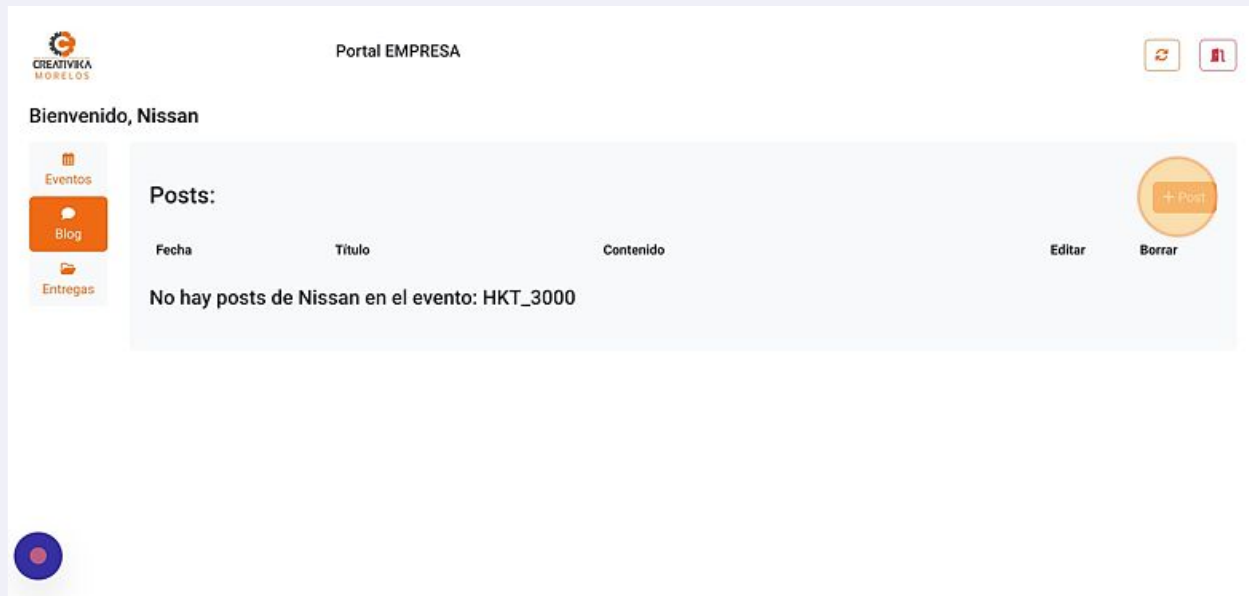 CREATIVIKA
MORELOS
Portal EMPRESA
Bienvenido, Nissan
Eventos
Blog
Entregas
Posts:
+ Post
Fecha Título Contenido Editar Borrar
No hay posts de Nissan en el evento: HKT_3000